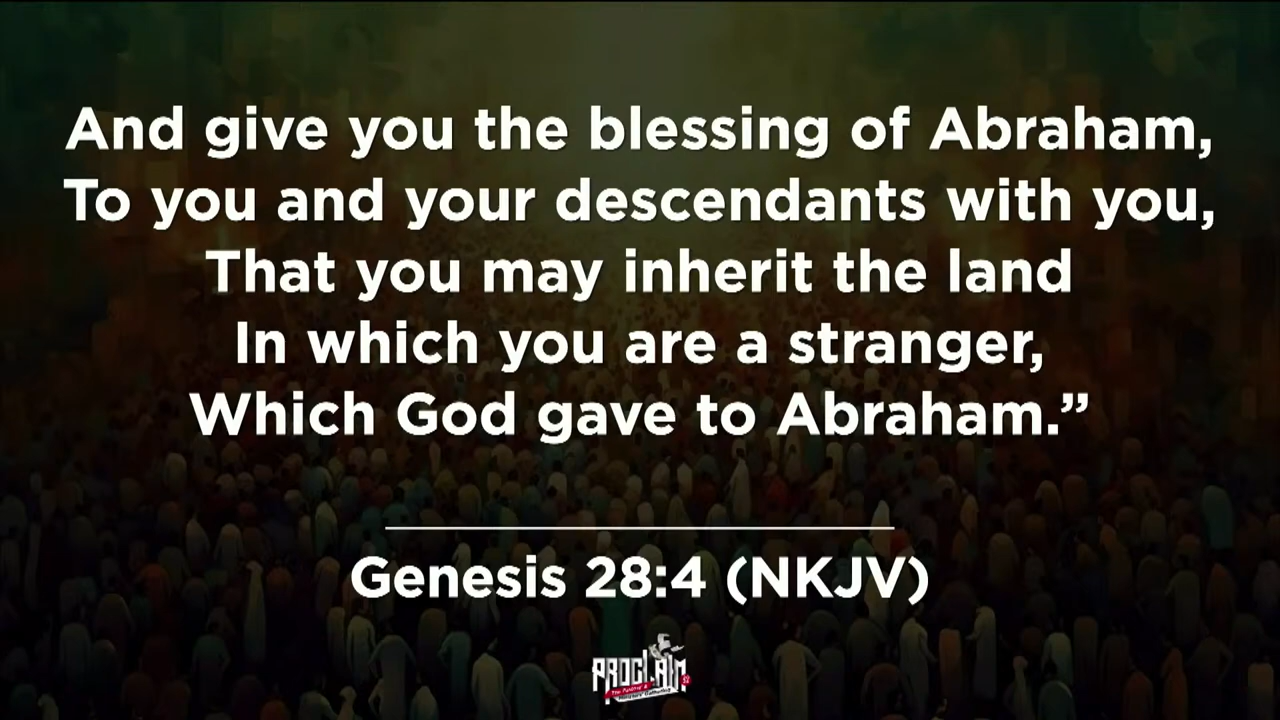 And give you the blessing of Abraham,
To you and your descendants with you,
That you may inherit the land
In which you are a stranger,
Which God gave to Abraham.”
Genesis 28:4 (NKJV)
PROCLAIM